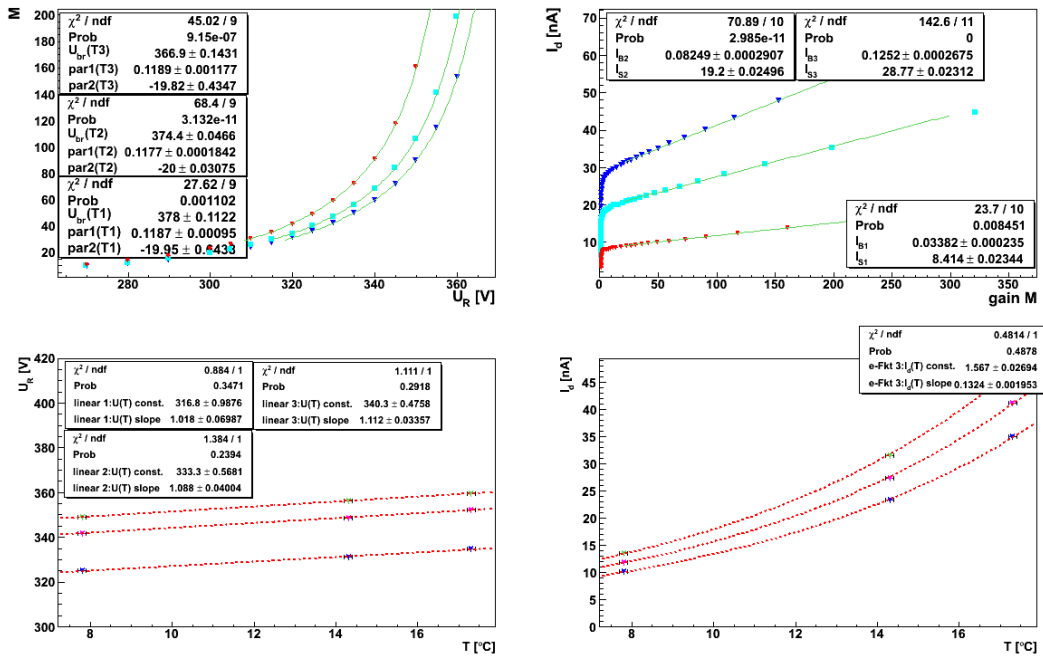 M
200
180
160
140
120
100
80
60
40
20
280
300
320
340
360
U_R [V]
χ² / ndf 45.02 / 9
Prob 9.15e-07
U_br(T3) 366.9 ± 0.1431
par1(T3) 0.1189 ± 0.001177
par2(T3) -19.82 ± 0.4347
χ² / ndf 68.4 / 9
Prob 3.132e-11
U_br(T2) 374.4 ± 0.0466
par1(T2) 0.1177 ± 0.0001842
par2(T2) -20 ± 0.03075
χ² / ndf 27.62 / 9
Prob 0.001102
U_br(T1) 378 ± 0.1122
par1(T1) 0.1187 ± 0.00095
par2(T1)
I_d [nA]
70
60
50
40
30
20
10
0
0
50
100
150
200
250
300
350
gain M
χ² / ndf 70.89 / 10
Prob 2.985e-11
I_B2 0.08249 ± 0.0002907
I_S2 19.2 ± 0.02496
χ² / ndf 142.6 / 11
Prob 0
I_B3 0.1252 ± 0.0002675
I_S3 28.77 ± 0.02312
χ² / ndf 23.7 / 10
Prob 0.008451
I_B1 0.03382 ± 0.000235
I_S1 8.414 ± 0.02344
U_R [V]
420
400
380
360
340
320
300
8
10
12
14
16
T [°C]
χ² / ndf 0.884 / 1
Prob 0.3471
linear 1:U(T) const. 316.8 ± 0.9876
linear 1:U(T) slope 1.018 ± 0.06987
χ² / ndf 1.111 / 1
Prob 0.2918
linear 3:U(T) const. 340.3 ± 0.4758
linear 3:U(T) slope 1.112 ± 0.03357
χ² / ndf 1.384 / 1
Prob 0.2394
linear 2:U(T) const. 333.3 ± 0.5681
linear 2:U(T) slope 1.088 ± 0.04004
I_d [nA]
45
40
35
30
25
20
15
10
5
0
8
10
12
14
16
T [°C]
χ² / ndf 0.4814 / 1
Prob 0.4878
e-Fkt 3:I_d(T) const. 1.567 ± 0.02694
e-Fkt 3:I_d(T) slope 0.1324 ± 0.001953